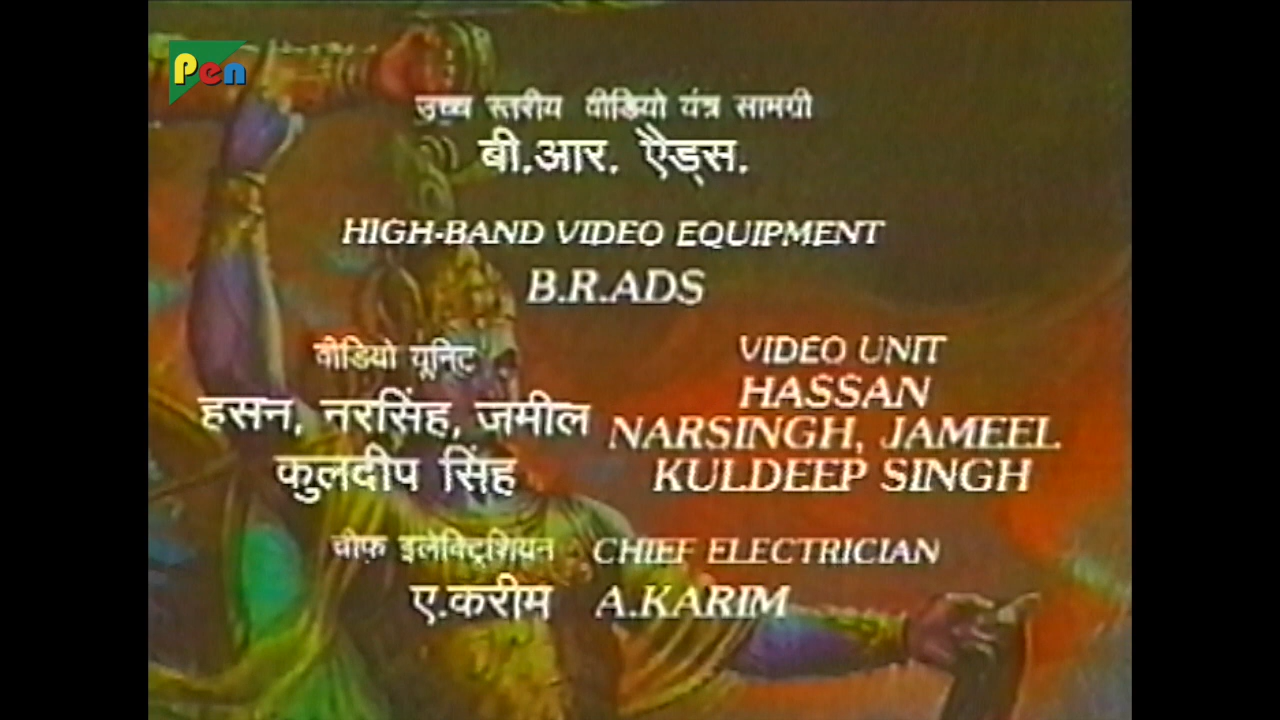 Pen
उच्च स्तरीय वीडियो यंत्र सामग्री
बी.आर. ऐड्स.
HIGH-BAND VIDEO EQUIPMENT
B.R.ADS
वीडियो यूनिट
हसन, नरसिंह, जमील
कुलदीप सिंह
VIDEO UNIT
HASSAN
NARSINGH, JAMEEL
KULDEEP SINGH
चीफ़ इलेक्ट्रिशियन
ए.करीम
CHIEF ELECTRICIAN
A.KARIM